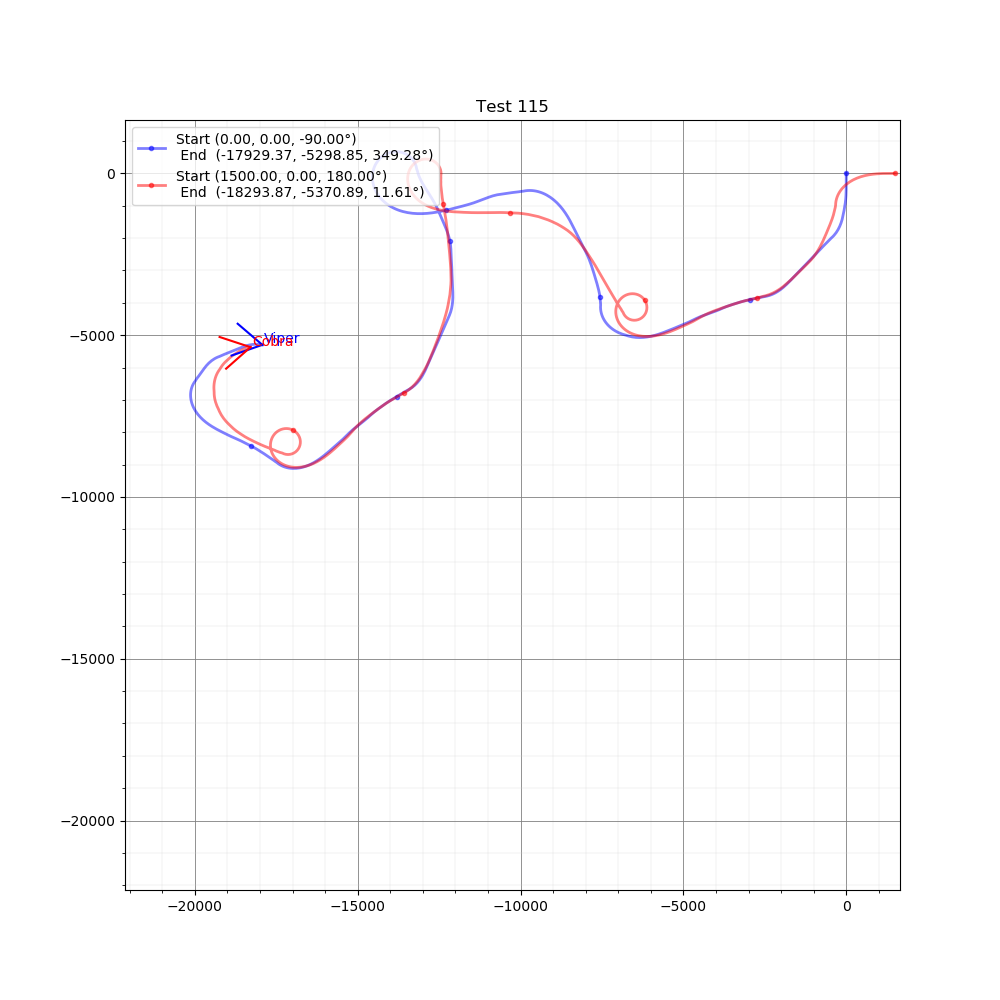 Test 115
Start (0.00, 0.00, -90.00°)
End  (-17929.37, -5298.85, 349.28°)
Start (1500.00, 0.00, 180.00°)
End  (-18293.87, -5370.89, 11.61°)
0
−5000
−10000
−15000
−20000
Viper
Cobra
−20000
−15000
−10000
−5000
0